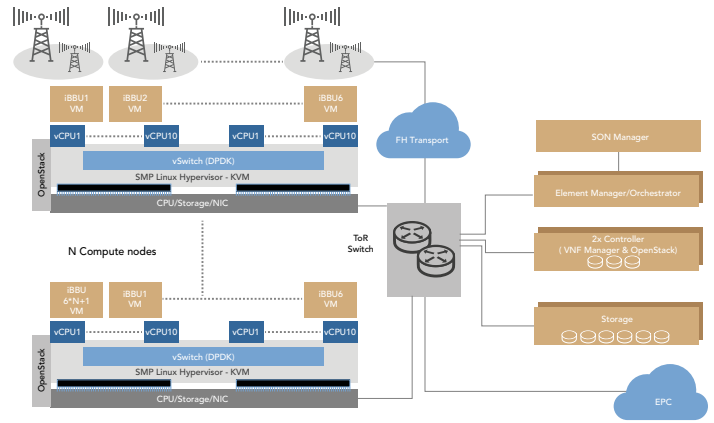 iBBU1
VM
iBBU2
VM
iBBU6
VM
vCPU1
vCPU10
vCPU1
vCPU10
OpenStack
vSwitch (DPDK)
SMP Linux Hypervisor - KVM
CPU/Storage/NIC
FH Transport
SON Manager
Element Manager/Orchestrator
ToR
Switch
2x Controller
( VNF Manager & OpenStack)
N Compute nodes
Storage
iBBU
6*N+1
VM
iBBU1
VM
iBBU6
VM
vCPU1
vCPU10
vCPU1
vCPU10
OpenStack
vSwitch (DPDK)
SMP Linux Hypervisor - KVM
CPU/Storage/NIC
EPC